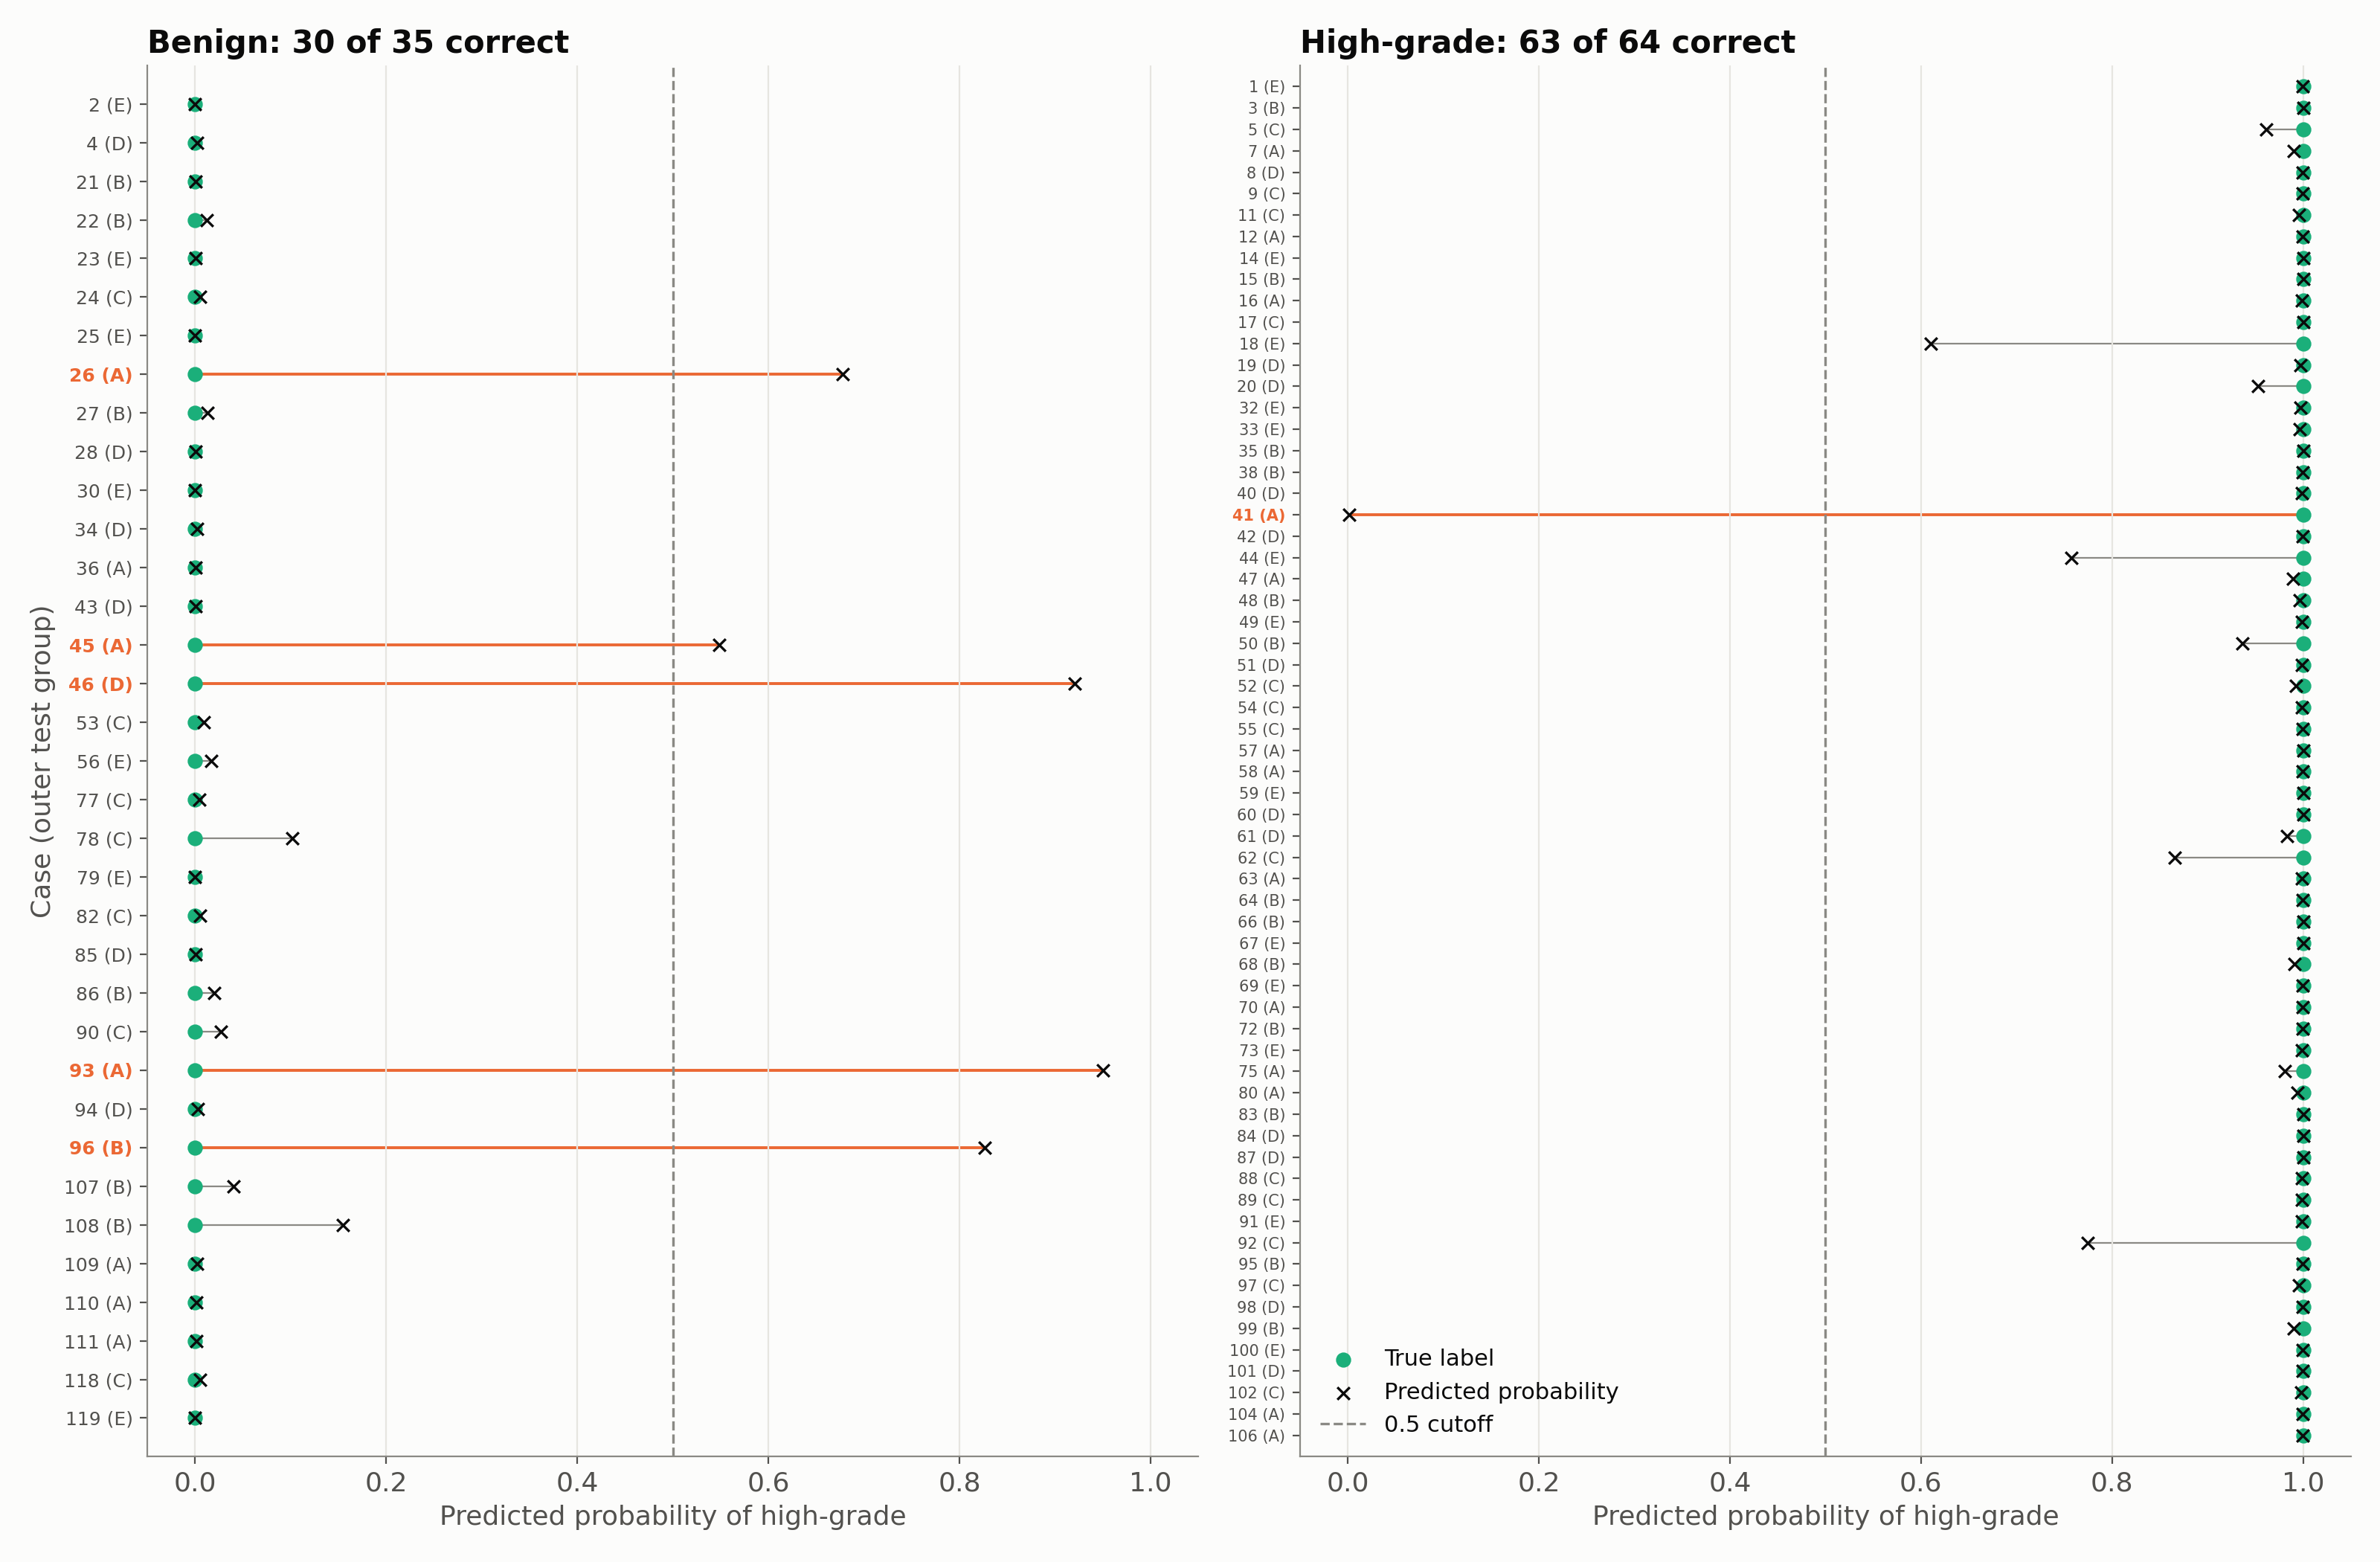 Benign: 30 of 35 correct
Case (outer test group)
2 (E)
4 (D)
21 (B)
22 (B)
23 (E)
24 (C)
25 (E)
26 (A)
27 (B)
28 (D)
30 (E)
34 (D)
36 (A)
43 (D)
45 (A)
46 (D)
53 (C)
56 (E)
77 (C)
78 (C)
79 (E)
82 (C)
85 (D)
86 (B)
90 (C)
93 (A)
94 (D)
96 (B)
107 (B)
108 (B)
109 (A)
110 (A)
111 (A)
118 (C)
119 (E)
0.0 0.2 0.4 0.6 0.8 1.0
Predicted probability of high-grade
High-grade: 63 of 64 correct
1 (E)
3 (B)
5 (C)
7 (A)
8 (D)
9 (C)
11 (C)
12 (A)
14 (E)
15 (B)
16 (A)
17 (C)
18 (E)
19 (D)
20 (D)
32 (E)
33 (E)
35 (B)
38 (B)
40 (D)
41 (A)
42 (D)
44 (E)
47 (A)
48 (B)
49 (E)
50 (B)
51 (D)
52 (C)
54 (C)
55 (C)
57 (A)
58 (A)
59 (E)
60 (D)
61 (D)
62 (C)
63 (A)
64 (B)
66 (B)
67 (E)
68 (B)
69 (E)
70 (A)
72 (B)
73 (E)
75 (A)
80 (A)
83 (B)
84 (D)
87 (D)
88 (C)
89 (C)
91 (E)
92 (C)
95 (B)
97 (C)
98 (D)
99 (B)
100 (E)
101 (D)
102 (C)
104 (A)
106 (A)
True label
Predicted probability
0.5 cutoff
0.0 0.2 0.4 0.6 0.8 1.0
Predicted probability of high-grade